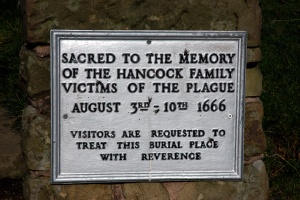 SACRED TO THE MEMORY
OF THE HANCOCK FAMILY
VICTIMS OF THE PLAGUE
AUGUST 3RD - 10TH 1666
VISITORS ARE REQUESTED TO
TREAT THIS BURIAL PLACE
WITH REVERENCE